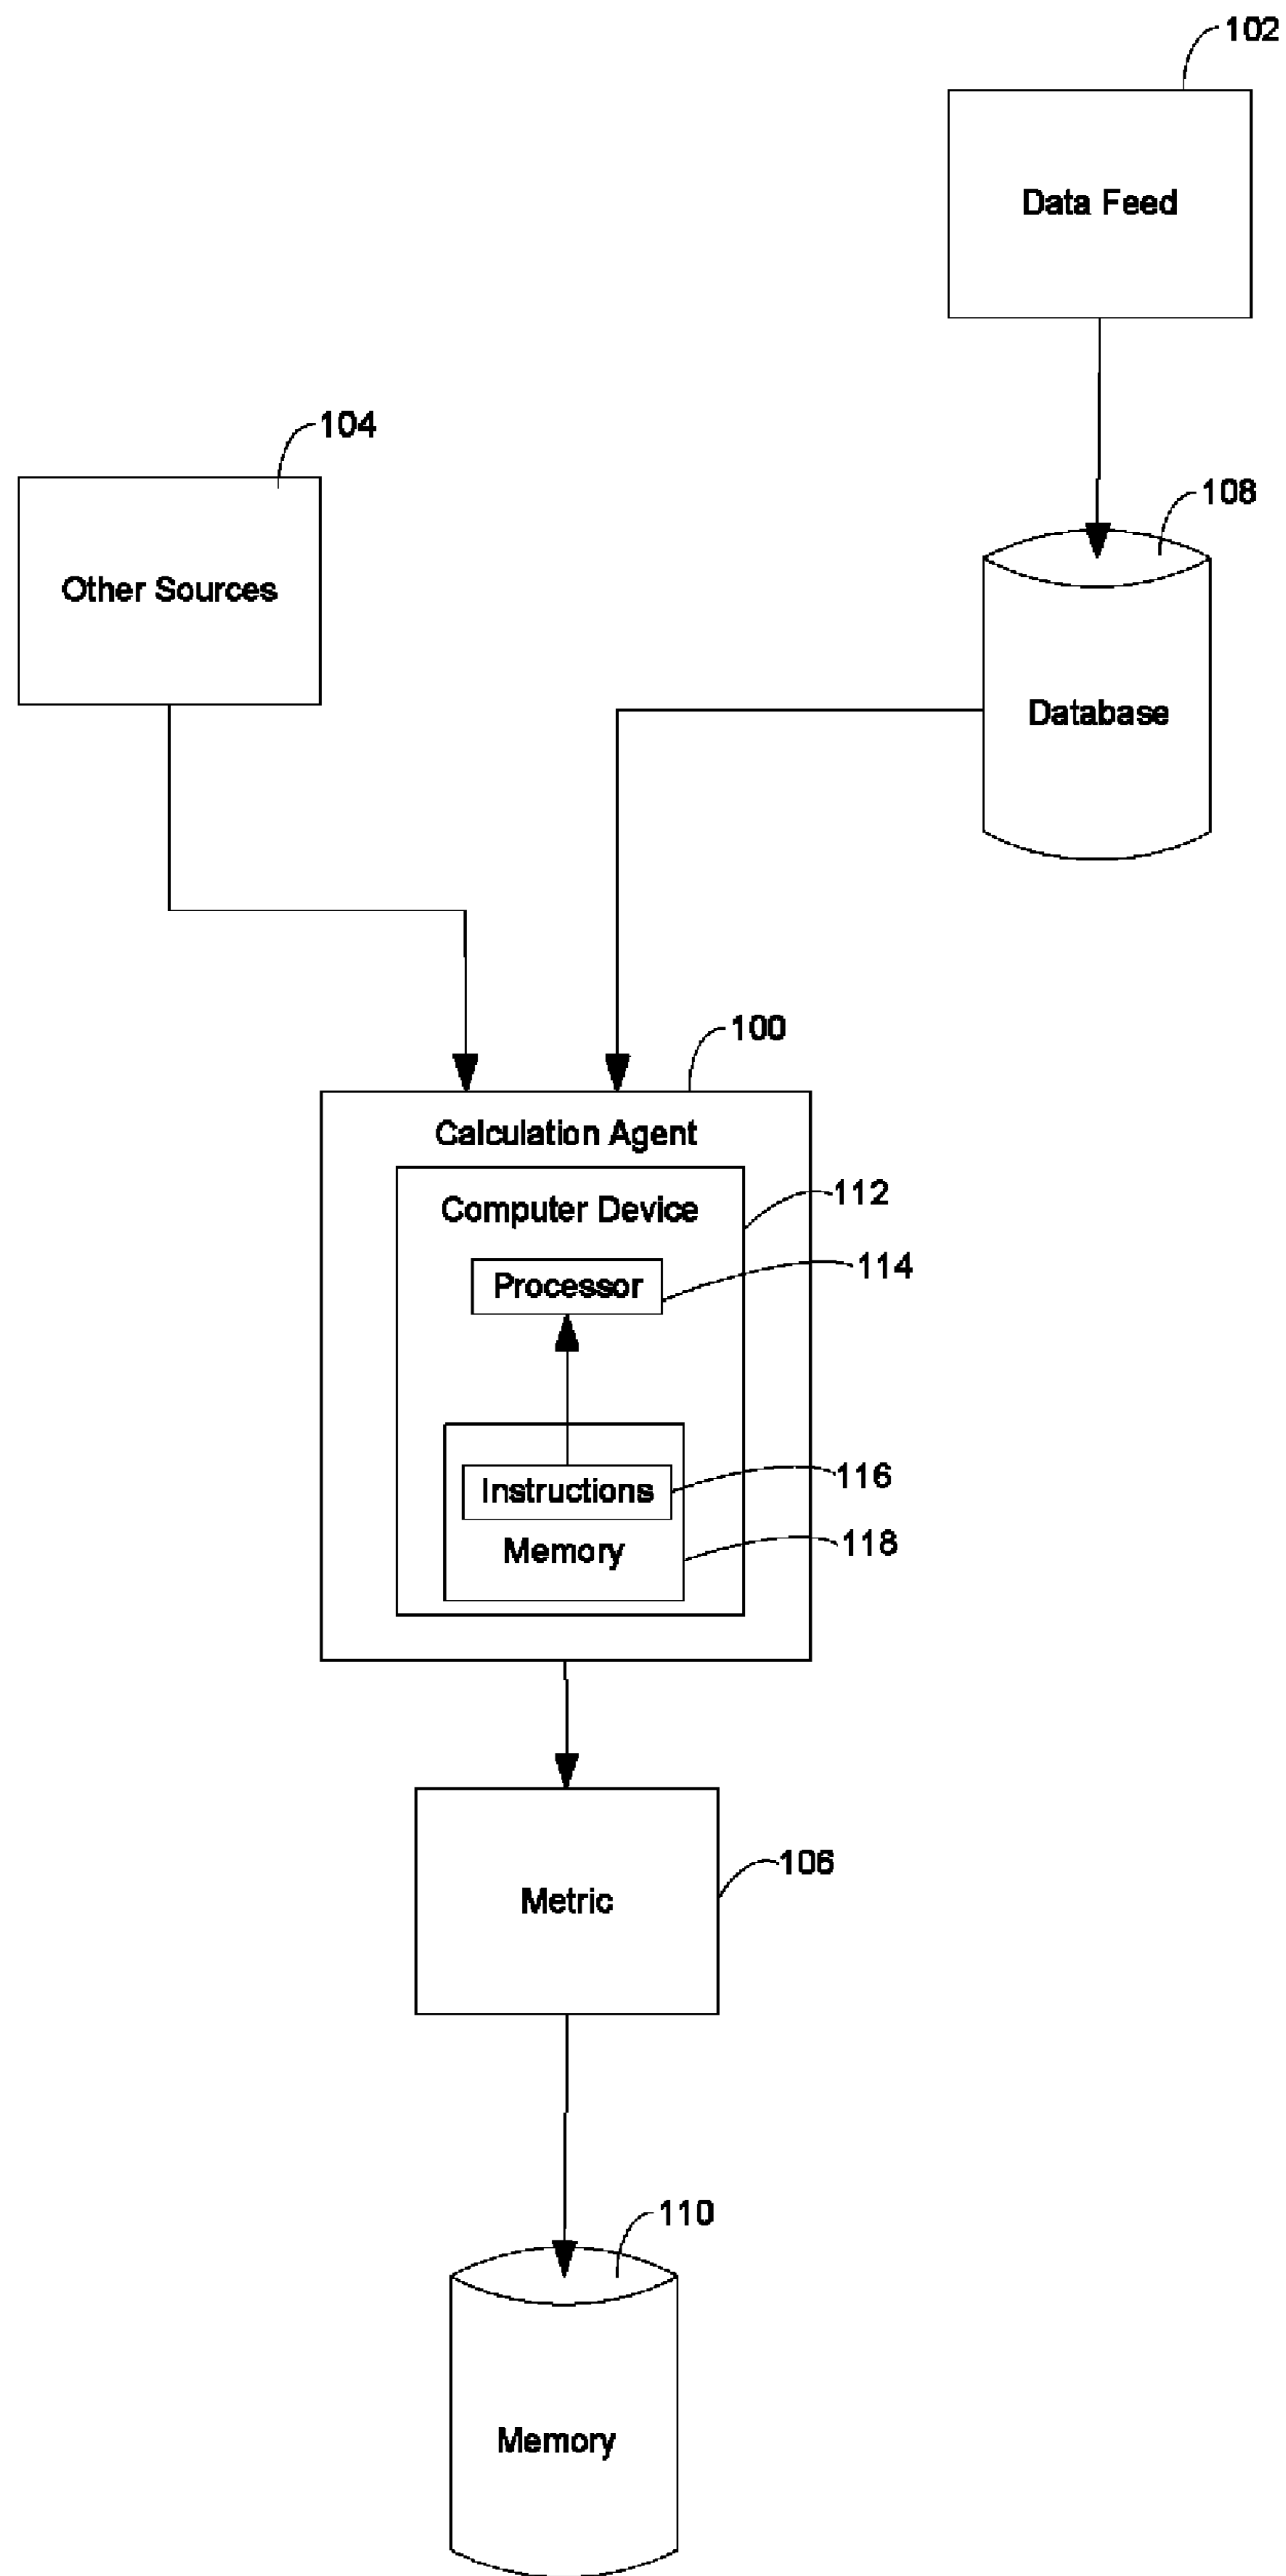 102
Data Feed
104
108
Other Sources
Database
100
Calculation Agent
112
Computer Device
114
Processor
116
Instructions
118
Memory
106
Metric
110
Memory